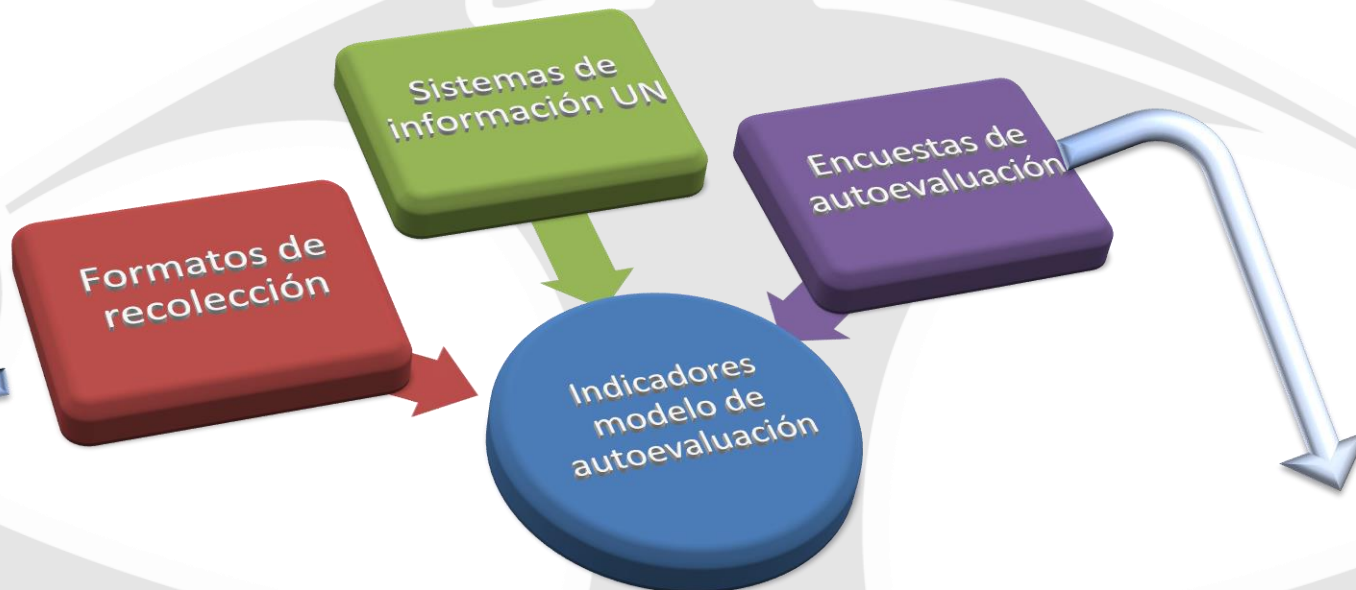 Sistemas de
información UN
Encuestas de
autoevaluación
Formatos de
recolección
Indicadores
modelo de
autoevaluación